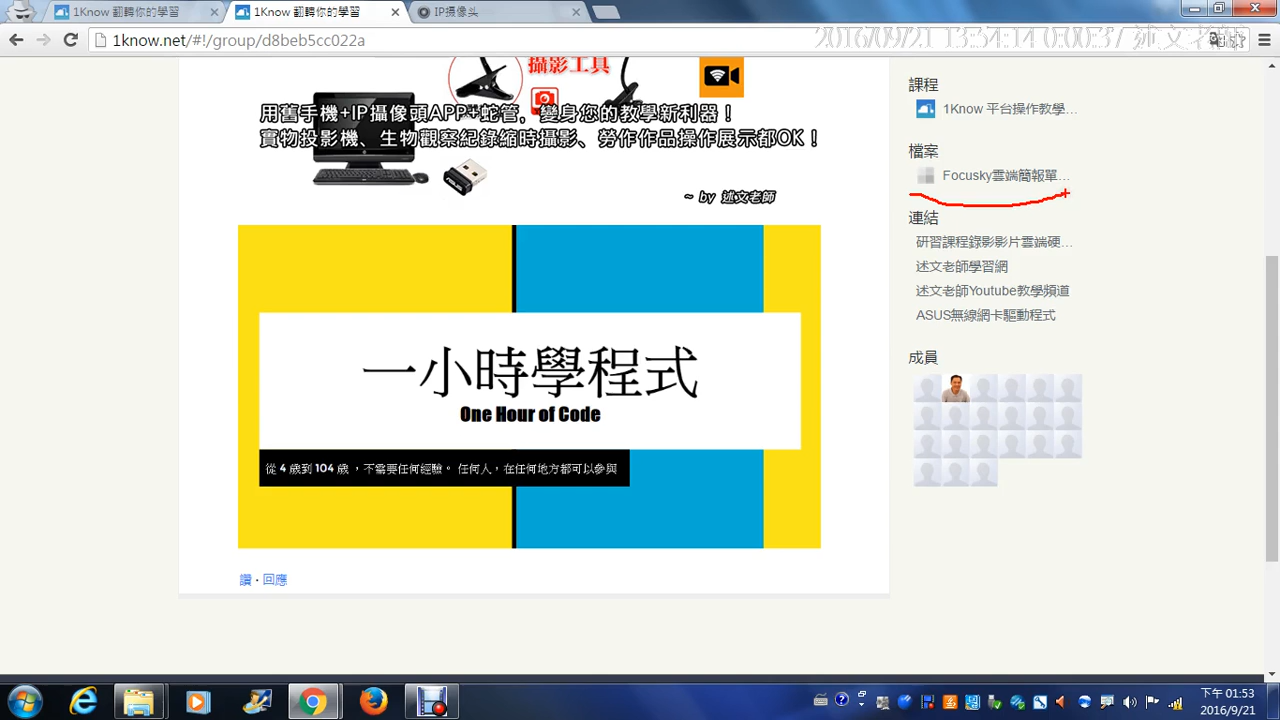 1Know 翻轉你的學習
1Know 翻轉你的學習
IP摄像头
1know.net/#!/group/d8beb5cc022a
2016/09/21 13:54:14
述文老師
攝影工具
用舊手機+IP攝像頭APP+蛇管，變身您的教學新利器！
實物投影機、生物觀察紀錄縮時攝影、勞作作品操作展示都OK！
~ by 述文老師
一小時學程式
One Hour of Code
從 4 歲到 104 歲，不需要任何經驗。任何人，在任何地方都可以參與
讚・回應
課程
1Know 平台操作教學…
檔案
Focusky雲端簡報單…
連結
研習課程錄影影片雲端硬…
述文老師學習網
述文老師Youtube教學頻道
ASUS無線網卡驅動程式
成員
下午 01:53
2016/9/21